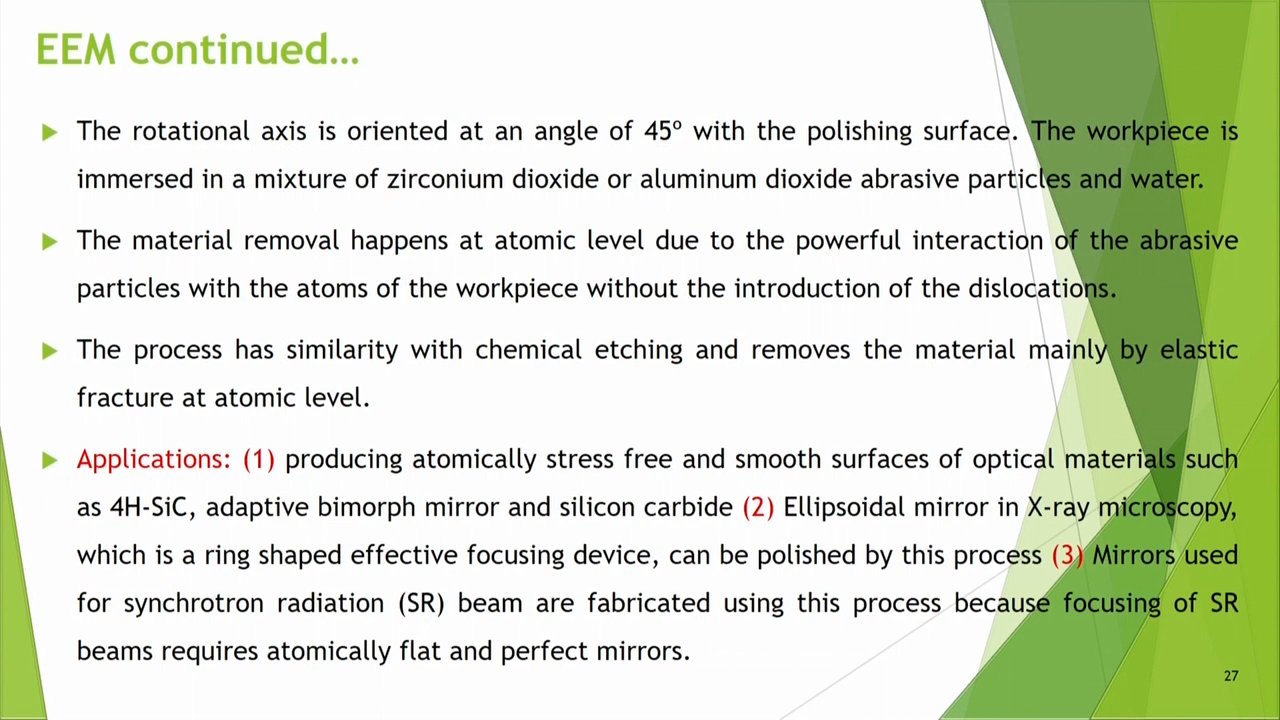 EEM continued…
The rotational axis is oriented at an angle of 45º with the polishing surface. The workpiece is
immersed in a mixture of zirconium dioxide or aluminum dioxide abrasive particles and water.
The material removal happens at atomic level due to the powerful interaction of the abrasive
particles with the atoms of the workpiece without the introduction of the dislocations.
The process has similarity with chemical etching and removes the material mainly by elastic
fracture at atomic level.
Applications: (1) producing atomically stress free and smooth surfaces of optical materials such
as 4H-SiC, adaptive bimorph mirror and silicon carbide (2) Ellipsoidal mirror in X-ray microscopy,
which is a ring shaped effective focusing device, can be polished by this process (3) Mirrors used
for synchrotron radiation (SR) beam are fabricated using this process because focusing of SR
beams requires atomically flat and perfect mirrors.
27